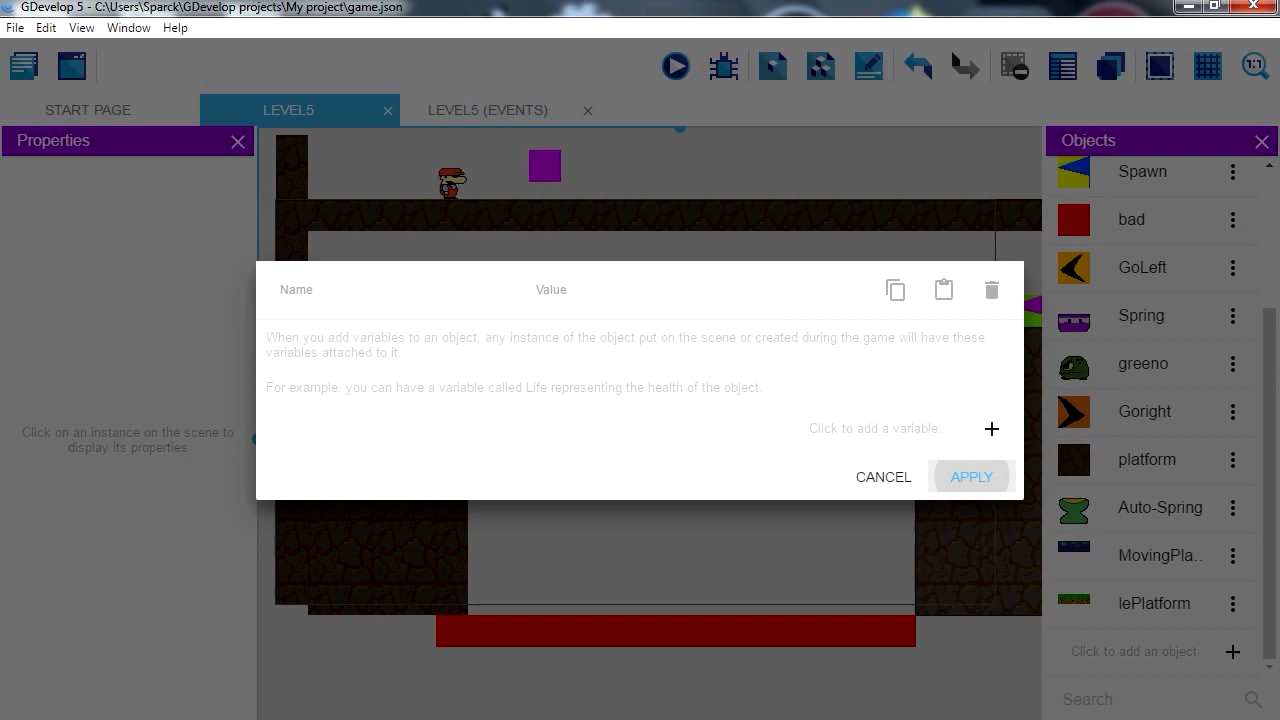 GDevelop 5 - C:\Users\Sparck\GDevelop projects\My project\game.json
File Edit View Window Help
1:1
START PAGE LEVEL5 LEVEL5 (EVENTS)
Properties
Objects
Spawn
bad
GoLeft
Spring
greeno
Goright
platform
Auto-Spring
MovingPla..
lePlatform
Click to add an object
Search
Click on an instance on the scene to
display its properties
Name Value
When you add variables to an object, any instance of the object put on the scene or created during the game will have these
variables attached to it.
For example, you can have a variable called Life representing the health of the object.
Click to add a variable:
CANCEL APPLY